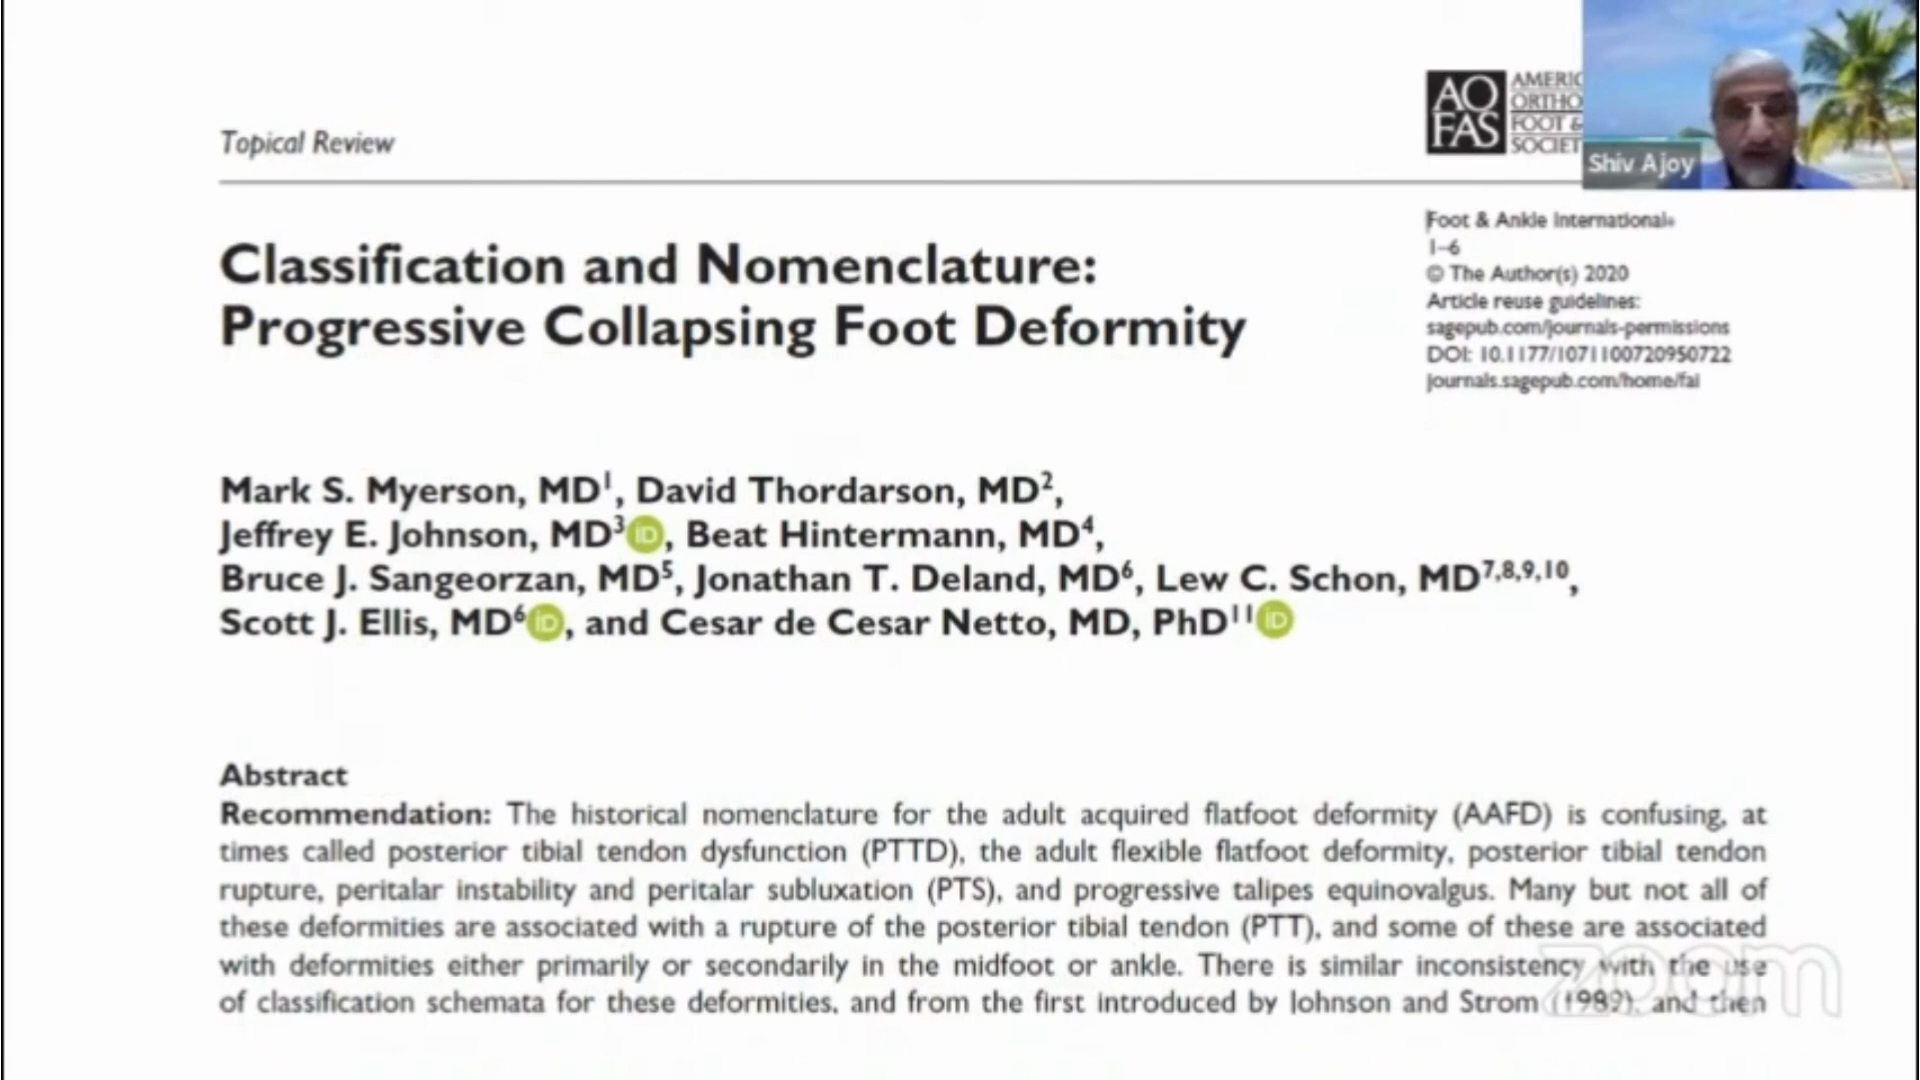 Topical Review
AO
FAS
AMERIC
ORTHO
FOOT &
SOCIET
Shiv Ajoy
Foot & Ankle International®
1–6
© The Author(s) 2020
Article reuse guidelines:
sagepub.com/journals-permissions
DOI: 10.1177/1071100720950722
journals.sagepub.com/home/fai
Classification and Nomenclature:
Progressive Collapsing Foot Deformity
Mark S. Myerson, MD1, David Thordarson, MD2,
Jeffrey E. Johnson, MD3 iD, Beat Hintermann, MD4,
Bruce J. Sangeorzan, MD5, Jonathan T. Deland, MD6, Lew C. Schon, MD7,8,9,10,
Scott J. Ellis, MD6 iD, and Cesar de Cesar Netto, MD, PhD11 iD
Abstract
Recommendation: The historical nomenclature for the adult acquired flatfoot deformity (AAFD) is confusing, at
times called posterior tibial tendon dysfunction (PTTD), the adult flexible flatfoot deformity, posterior tibial tendon
rupture, peritalar instability and peritalar subluxation (PTS), and progressive talipes equinovalgus. Many but not all of
these deformities are associated with a rupture of the posterior tibial tendon (PTT), and some of these are associated
with deformities either primarily or secondarily in the midfoot or ankle. There is similar inconsistency with the use
of classification schemata for these deformities, and from the first introduced by Johnson and Strom (1989), and then
zoom